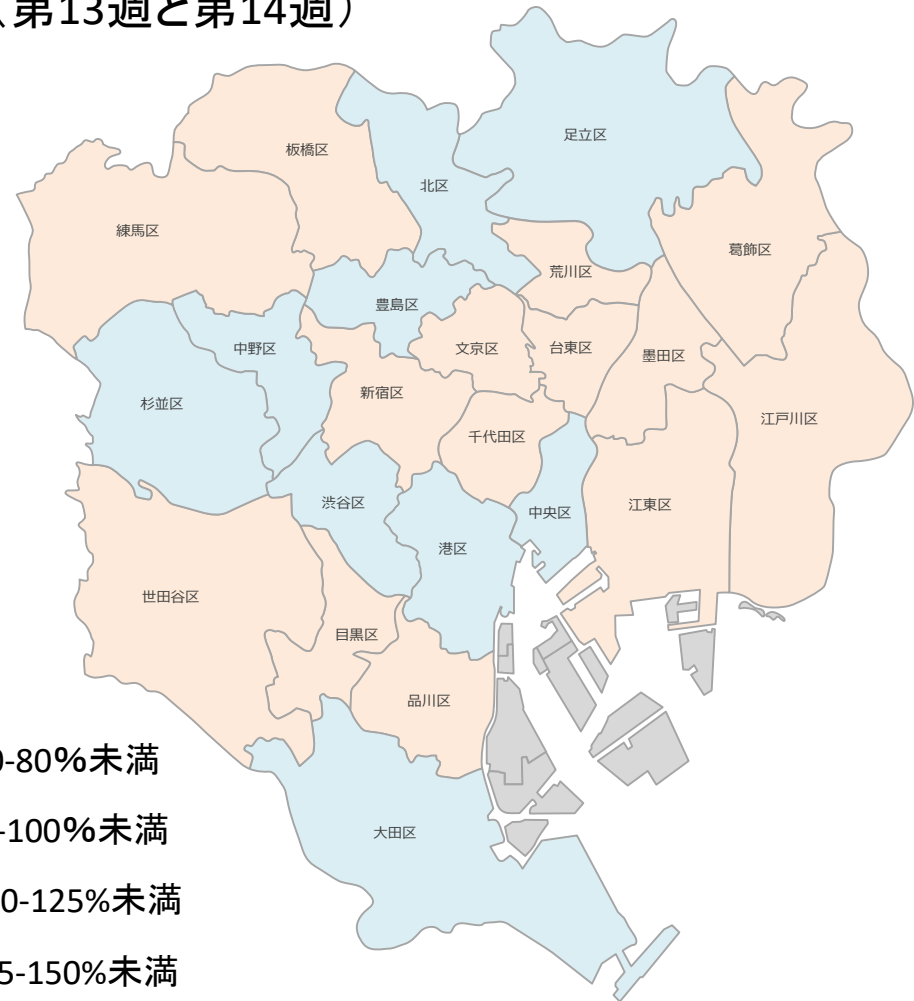 （第13週と第14週）
足立区
板橋区
北区
練馬区
葛飾区
荒川区
豊島区
中野区
文京区
台東区
墨田区
新宿区
杉並区
江戸川区
千代田区
渋谷区
中央区
江東区
港区
世田谷区
目黒区
品川区
0-80%未満
-100%未満
大田区
0-125%未満
5-150%未満